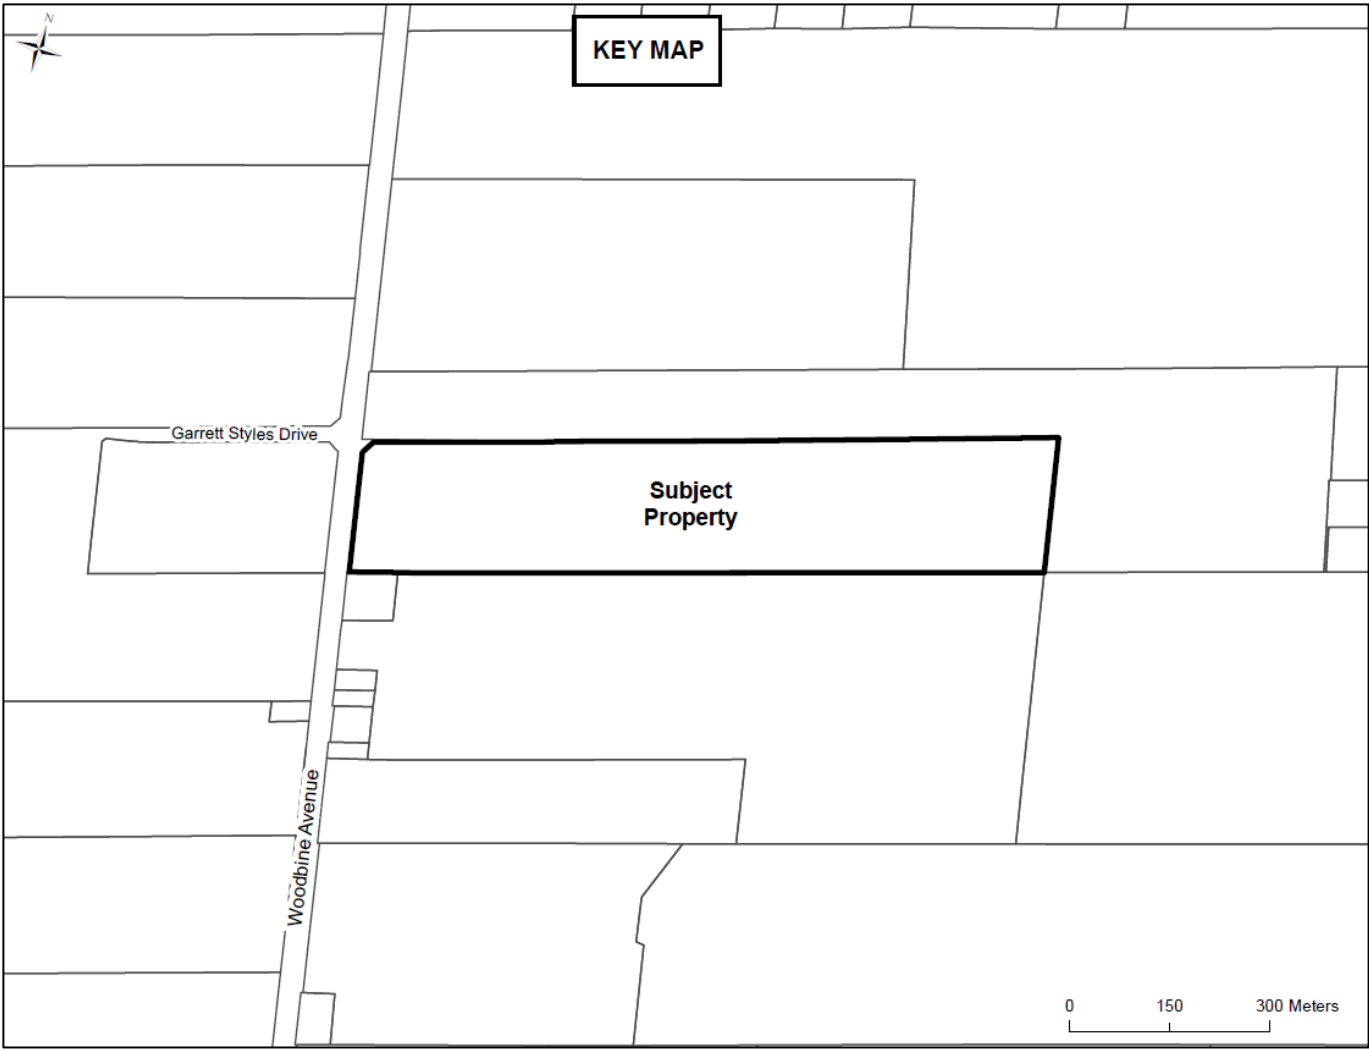 N
KEY MAP
Garrett Styles Drive
Subject
Property
Woodbine Avenue
0 150 300 Meters